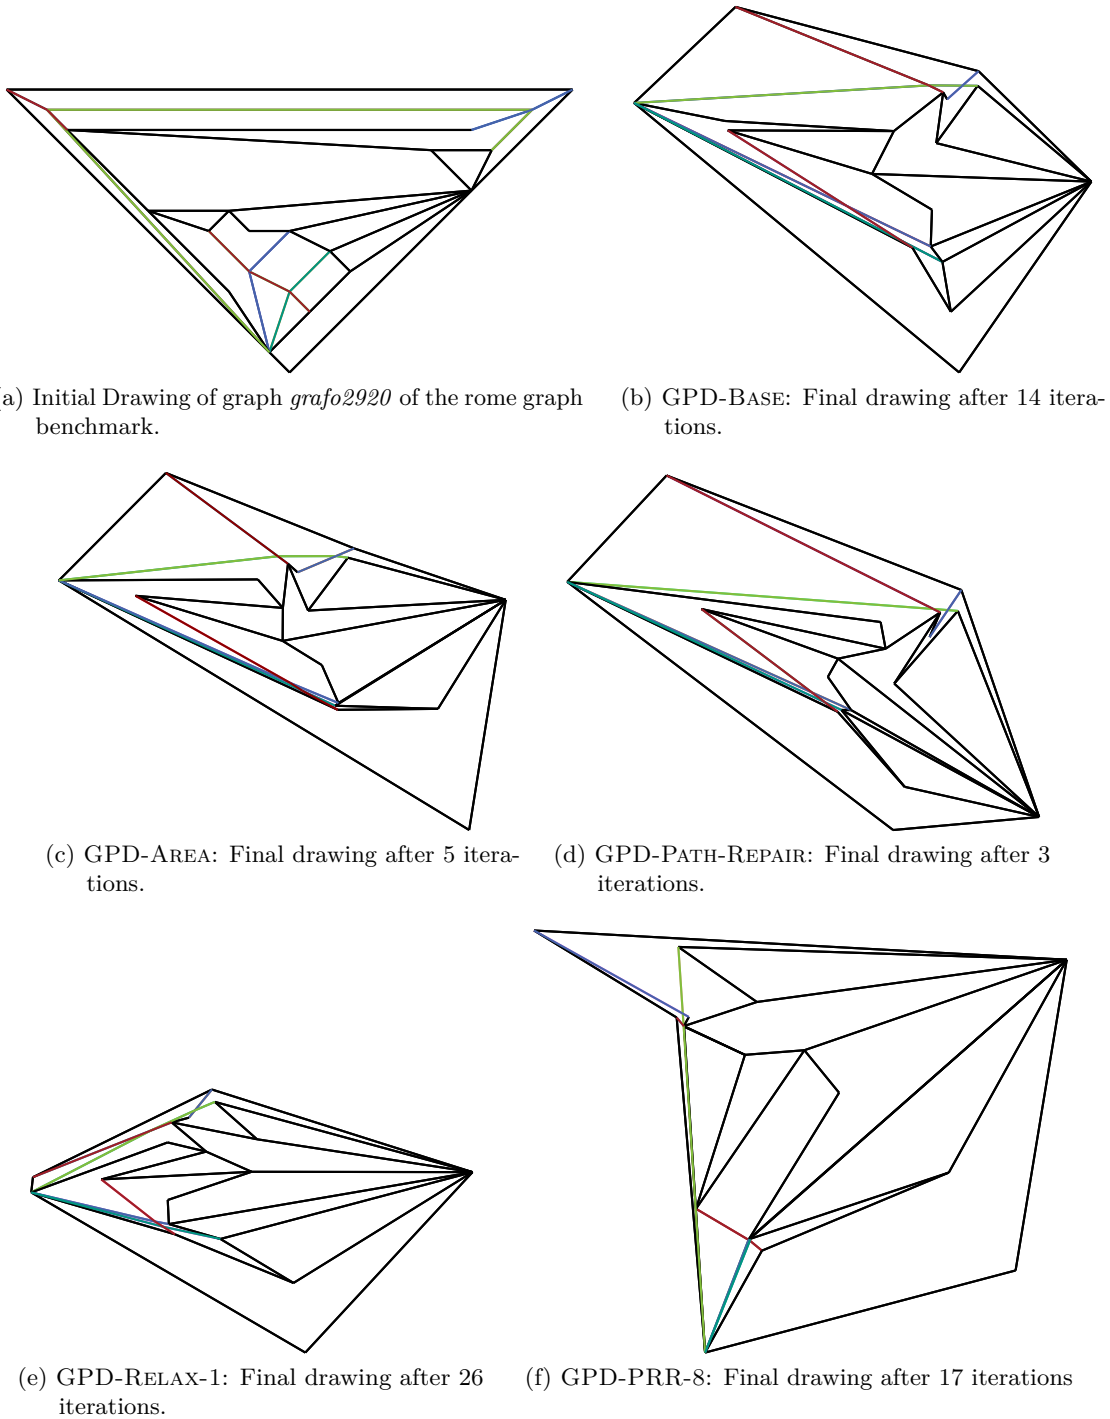 a) Initial Drawing of graph grafo2920 of the rome graph
benchmark.
(b) GPD-BASE: Final drawing after 14 itera-
tions.
(c) GPD-AREA: Final drawing after 5 itera-
tions.
(d) GPD-PATH-REPAIR: Final drawing after 3
iterations.
(e) GPD-RELAX-1: Final drawing after 26
iterations.
(f) GPD-PRR-8: Final drawing after 17 iterations